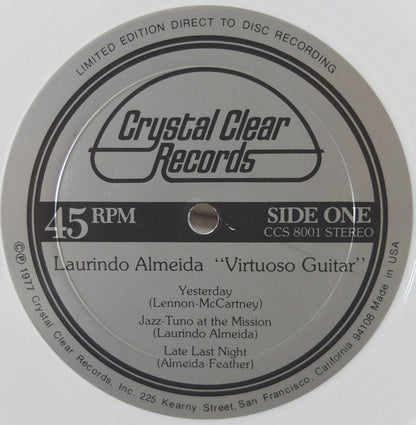 LIMITED EDITION DIRECT TO DISC RECORDING
Crystal Clear
Records
45 RPM
SIDE ONE
CCS 8001 STEREO
Laurindo Almeida "Virtuoso Guitar"
Yesterday
(Lennon-McCartney)
Jazz-Tuno at the Mission
(Laurindo Almeida)
Late Last Night
(Almeida-Feather)
©℗ 1977 Crystal Clear Records, Inc. 225 Kearny Street, San Francisco, California 94108 Made in USA